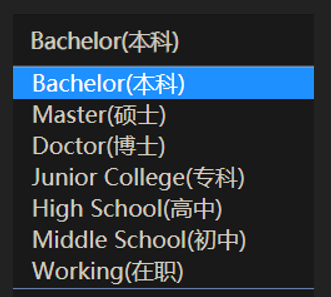 Bachelor(本科)
Bachelor(本科)
Master(硕士)
Doctor(博士)
Junior College(专科)
High School(高中)
Middle School(初中)
Working(在职)